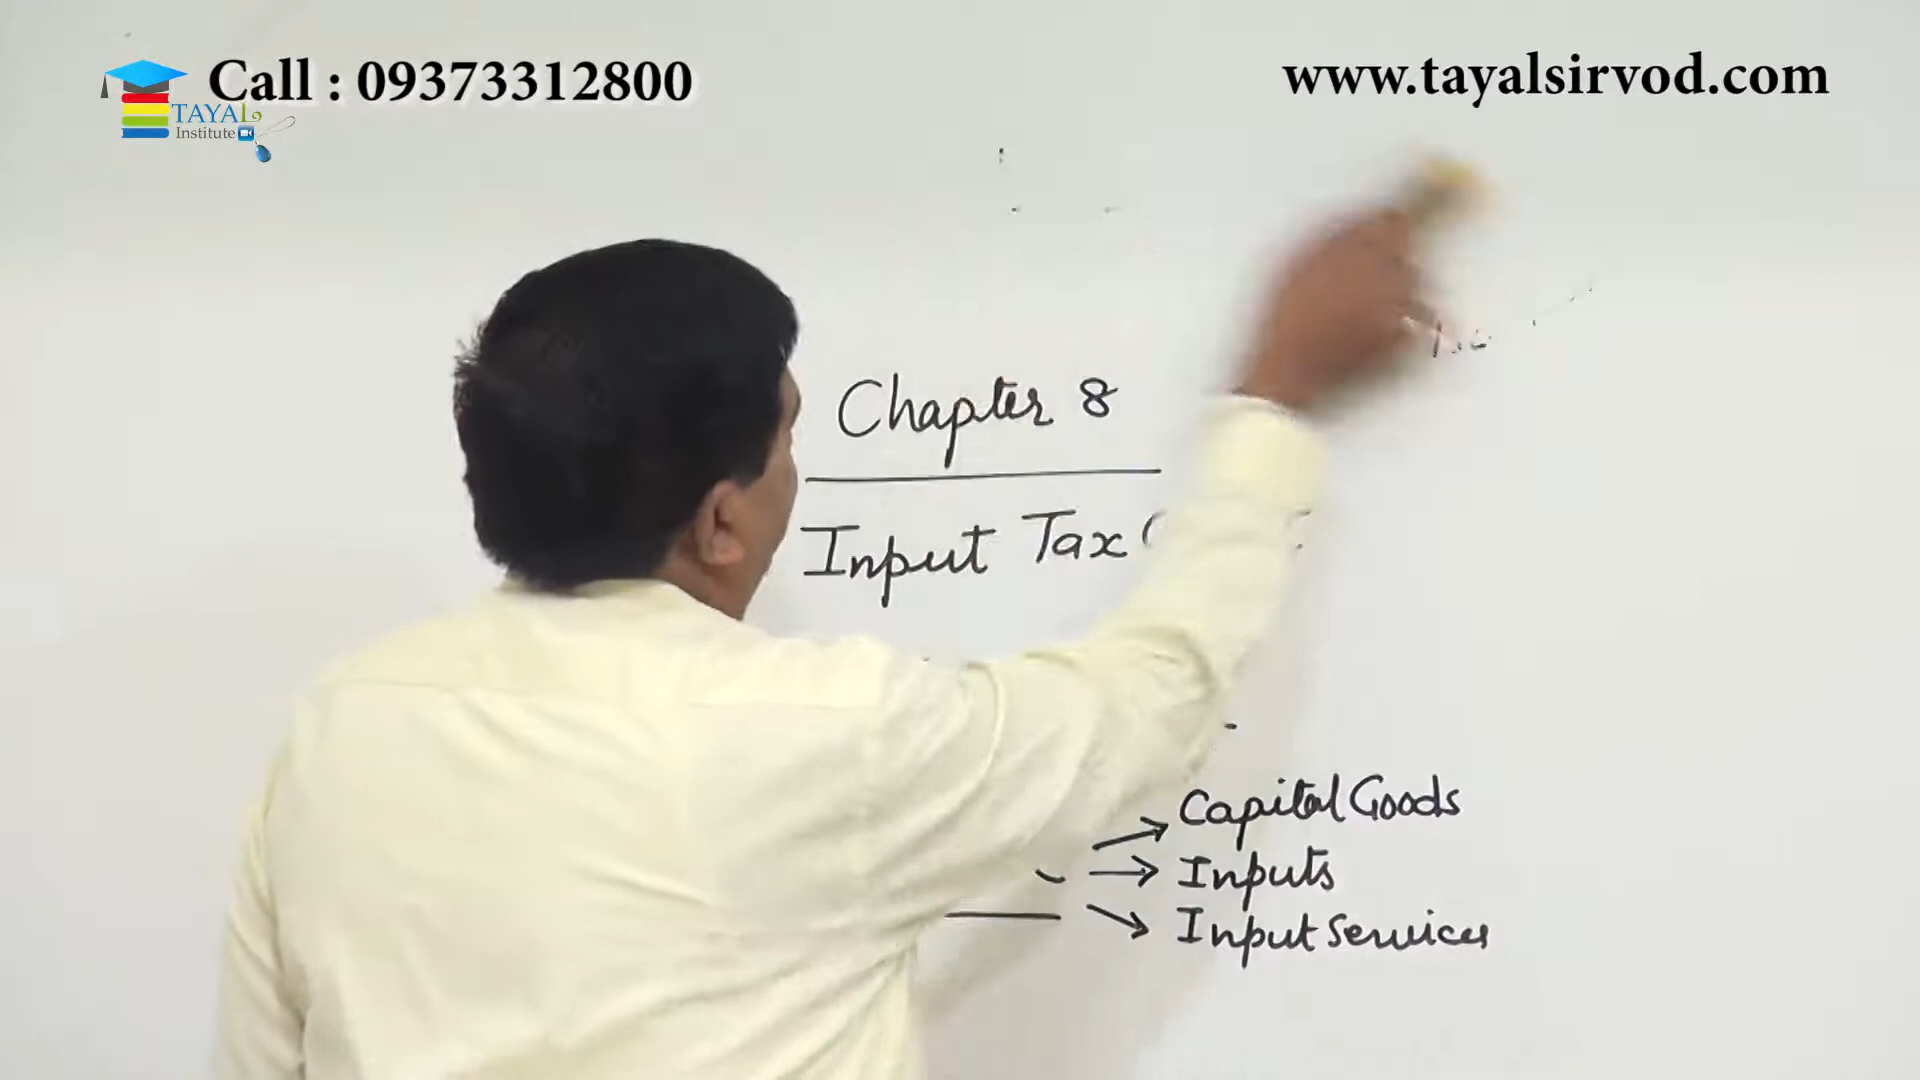 Call : 09373312800
www.tayalsirvod.com
TAYAL
Institute
Chapter 8
Input Tax
Capital Goods
Inputs
Input Services